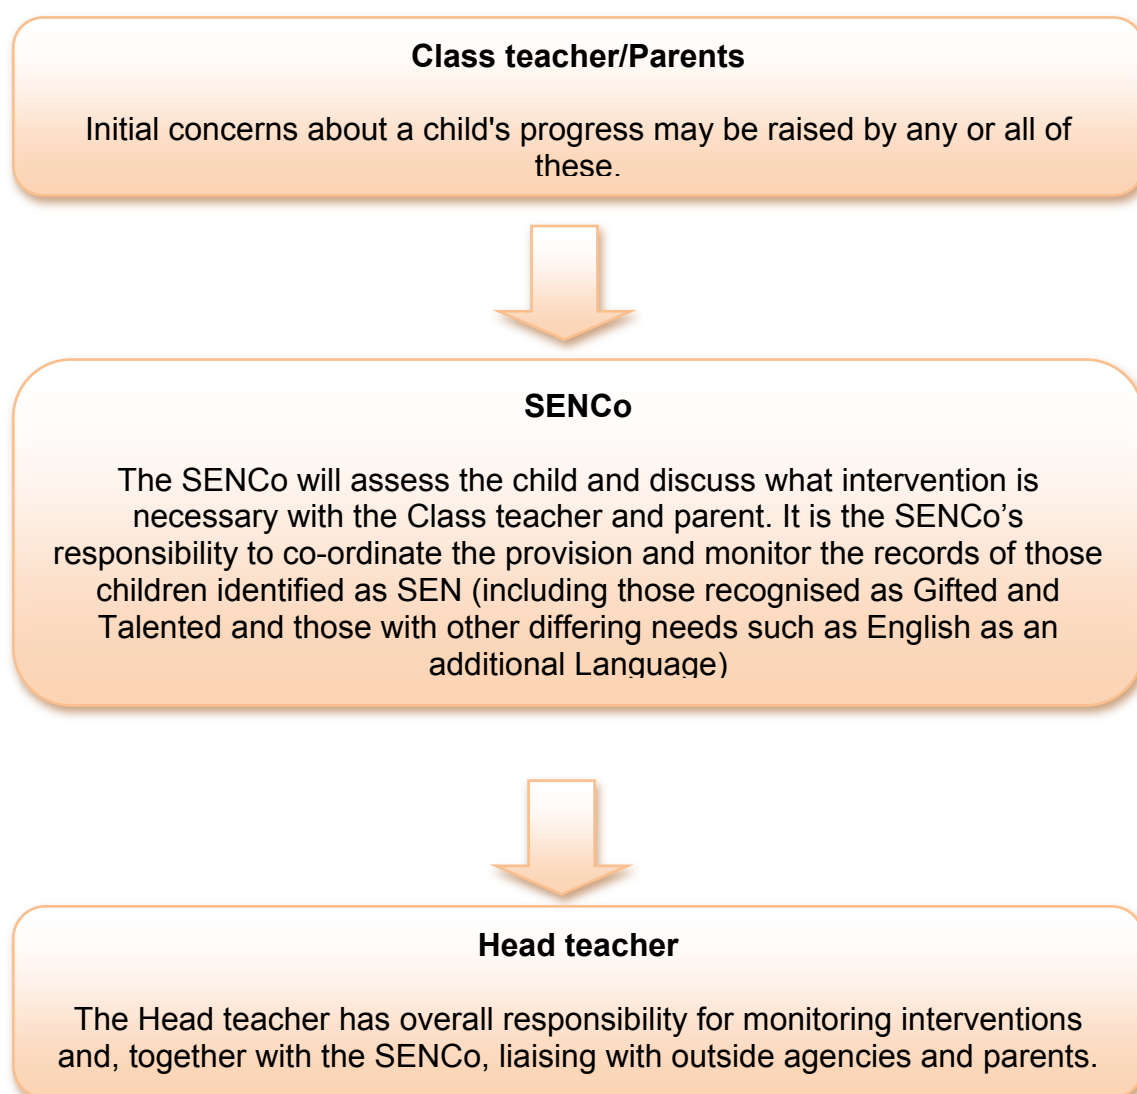 Class teacher/Parents
Initial concerns about a child's progress may be raised by any or all of
these.
SENCo
The SENCo will assess the child and discuss what intervention is
necessary with the Class teacher and parent. It is the SENCo’s
responsibility to co-ordinate the provision and monitor the records of those
children identified as SEN (including those recognised as Gifted and
Talented and those with other differing needs such as English as an
additional Language)
Head teacher
The Head teacher has overall responsibility for monitoring interventions
and, together with the SENCo, liaising with outside agencies and parents.